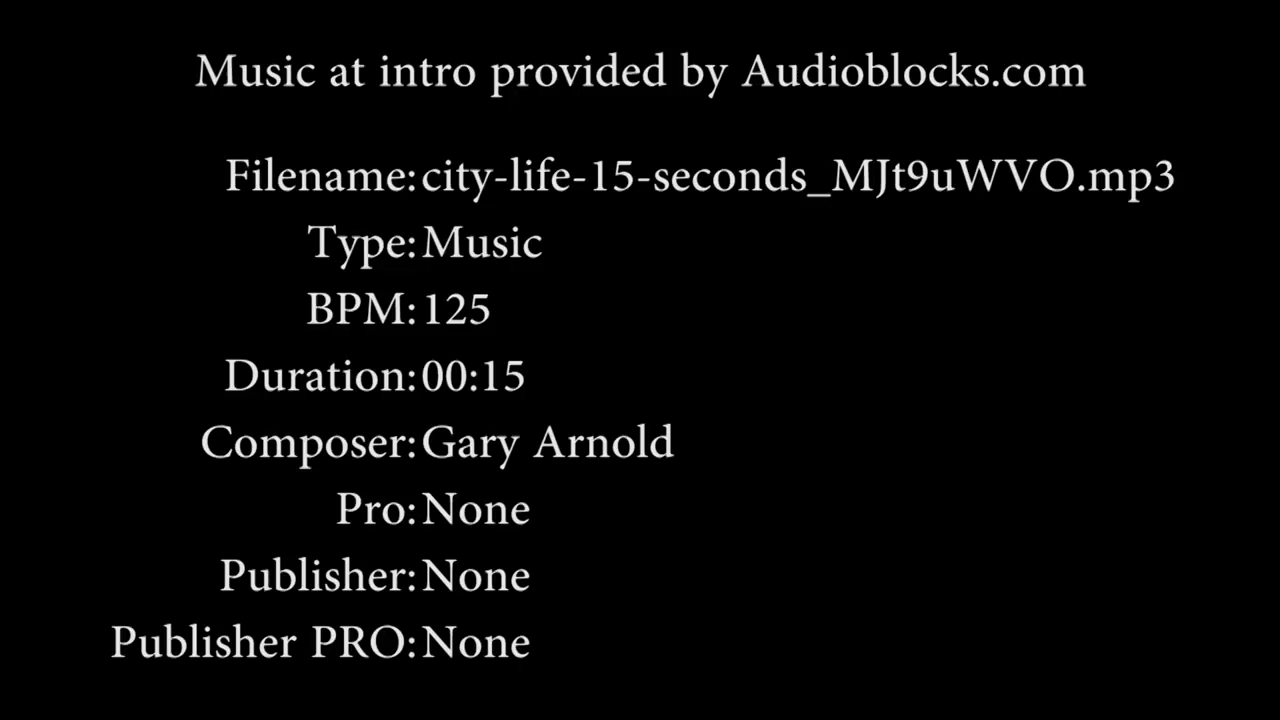 Music at intro provided by Audioblocks.com
Filename: city-life-15-seconds_MJt9uWVO.mp3
Type: Music
BPM: 125
Duration: 00:15
Composer: Gary Arnold
Pro: None
Publisher: None
Publisher PRO: None